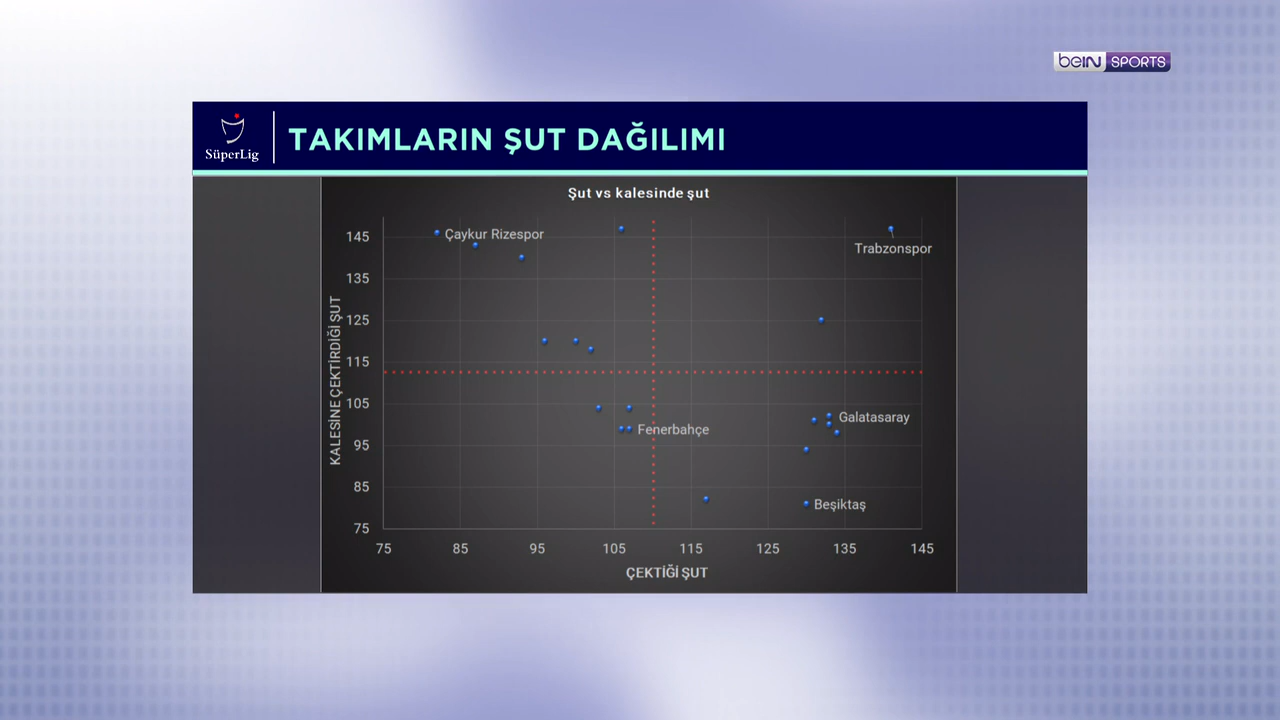 beIN SPORTS
SüperLig
TAKIMLARIN ŞUT DAĞILIMI
Şut vs kalesinde şut
KALESİNE ÇEKTİRDİĞİ ŞUT
145
135
125
115
105
95
85
75
Çaykur Rizespor
Trabzonspor
Galatasaray
Fenerbahçe
Beşiktaş
75 85 95 105 115 125 135 145
ÇEKTİĞİ ŞUT